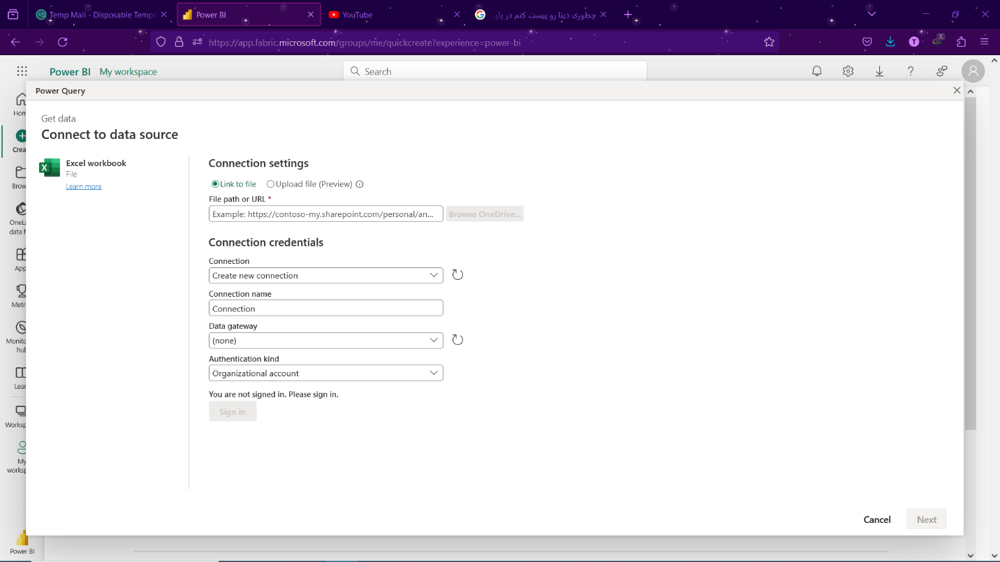 Temp Mail - Disposable Tempo
Power BI
YouTube
چطوری دیتا رو پیست کنم در پاور
https://app.fabric.microsoft.com/groups/me/quickcreate?experience=power-bi
T
X
Power BI My workspace
Search
Power Query
Get data
Connect to data source
Excel workbook
File
Learn more
Connection settings
Link to file
Upload file (Preview)
File path or URL *
Example: https://contoso-my.sharepoint.com/personal/an...
Browse OneDrive...
Connection credentials
Connection
Create new connection
Connection name
Connection
Data gateway
(none)
Authentication kind
Organizational account
You are not signed in. Please sign in.
Sign in
Cancel
Next
Hom
Crea
Brow
OneL
data h
App
Metr
Monito
hub
Lear
Worksp
My
worksp
Power BI